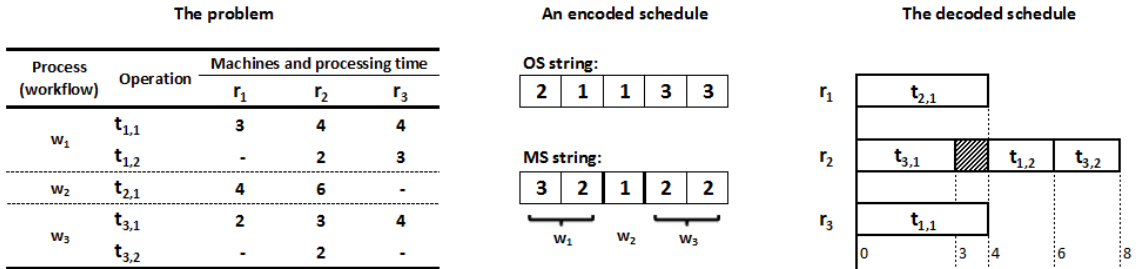 The problem
Process (workflow) Operation Machines and processing time
r1 r2 r3
w1 t1,1 3 4 4
t1,2 - 2 3
w2 t2,1 4 6 -
w3 t3,1 2 3 4
t3,2 - 2 -
An encoded schedule
OS string:
2 1 1 3 3
MS string:
3 2 1 2 2
w1 w2 w3
The decoded schedule
r1 t2,1
r2 t3,1 t1,2 t3,2
r3 t1,1
0 3 4 6 8